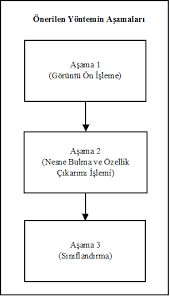 Önerilen Yöntemin Aşamaları
Aşama 1
(Görüntü Ön İşleme)
Aşama 2
(Nesne Bulma ve Özellik
Çıkarımı İşlemi)
Aşama 3
(Sınıflandırma)